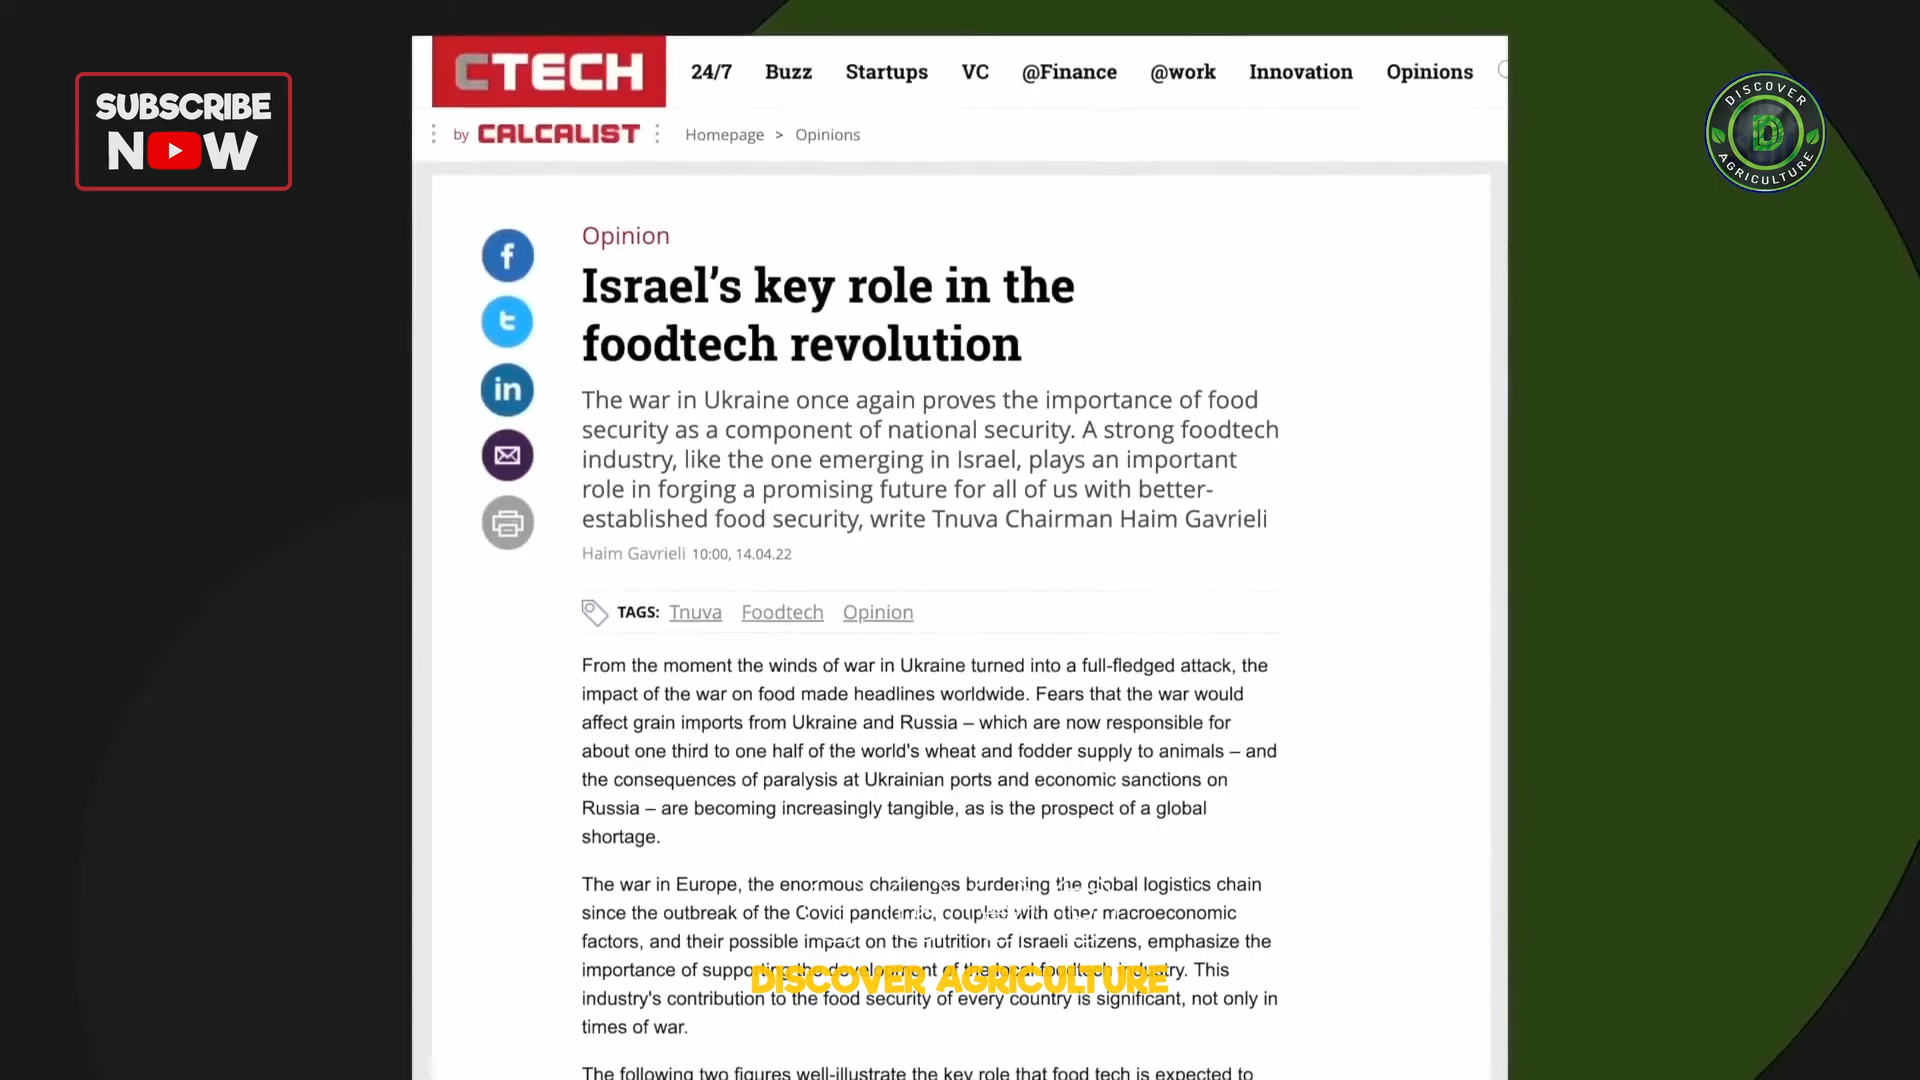 SUBSCRIBE
NOW
CTECH
24/7 Buzz Startups VC @Finance @work Innovation Opinions
by CALCALIST Homepage > Opinions
DISCOVER
D
AGRICULTURE
Opinion
Israel's key role in the
foodtech revolution
The war in Ukraine once again proves the importance of food
security as a component of national security. A strong foodtech
industry, like the one emerging in Israel, plays an important
role in forging a promising future for all of us with better-
established food security, write Tnuva Chairman Haim Gavrieli
Haim Gavrieli 10:00, 14.04.22
TAGS: Tnuva Foodtech Opinion
From the moment the winds of war in Ukraine turned into a full-fledged attack, the
impact of the war on food made headlines worldwide. Fears that the war would
affect grain imports from Ukraine and Russia – which are now responsible for
about one third to one half of the world's wheat and fodder supply to animals – and
the consequences of paralysis at Ukrainian ports and economic sanctions on
Russia – are becoming increasingly tangible, as is the prospect of a global
shortage.
The war in Europe, the enormous challenges burdening the global logistics chain
since the outbreak of the Covid pandemic, coupled with other macroeconomic
factors, and their possible impact on the nutrition of Israeli citizens, emphasize the
importance of supporting the development of the local foodtech industry. This
DISCOVER AGRICULTURE
industry's contribution to the food security of every country is significant, not only in
times of war.
The following two figures well-illustrate the key role that food tech is expected to